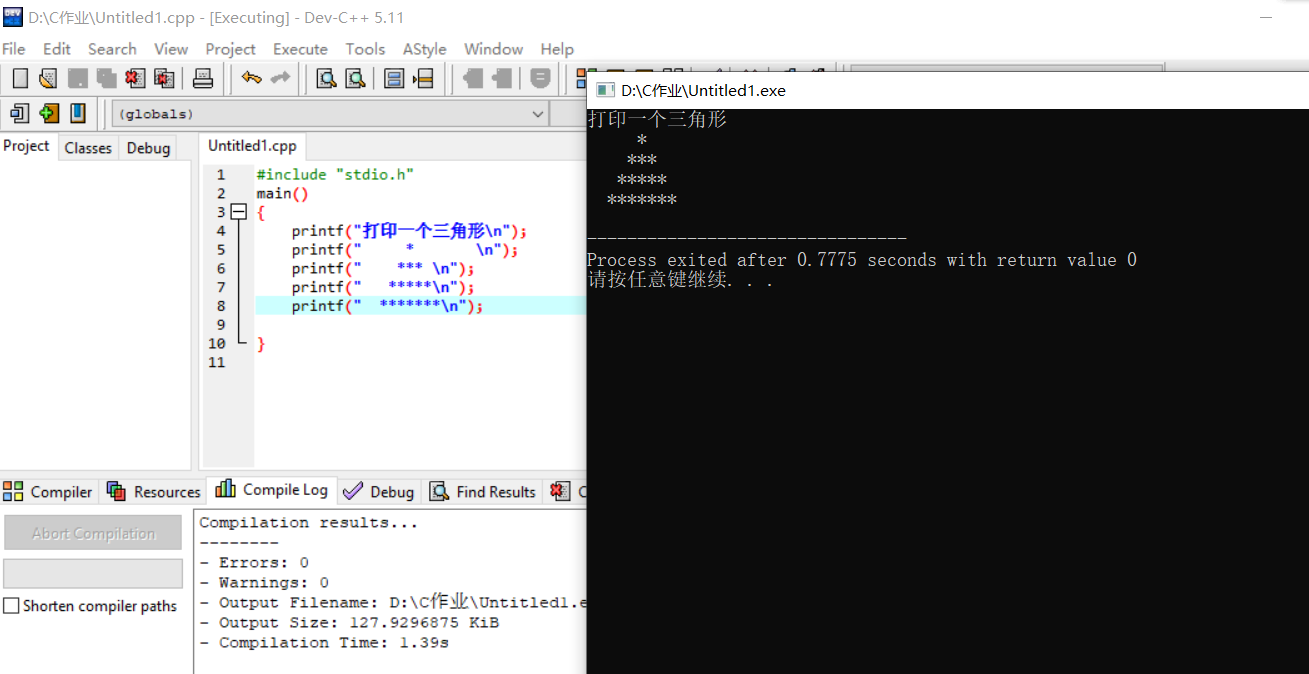 D:\C作业\Untitled1.cpp - [Executing] - Dev-C++ 5.11
File Edit Search View Project Execute Tools AStyle Window Help
(globals)
Project Classes Debug
Untitled1.cpp
1 #include "stdio.h"
2 main()
3 {
4     printf("打印一个三角形\n");
5     printf("     *       \n");
6     printf("    *** \n");
7     printf("   *****\n");
8     printf("  *******\n");
9
10 }
11
Compiler Resources Compile Log Debug Find Results
Abort Compilation
Shorten compiler paths
Compilation results...
--------
- Errors: 0
- Warnings: 0
- Output Filename: D:\C作业\Untitled1.e
- Output Size: 127.9296875 KiB
- Compilation Time: 1.39s
D:\C作业\Untitled1.exe
打印一个三角形
     *
    ***
   *****
  *******
--------------------------------
Process exited after 0.7775 seconds with return value 0
请按任意键继续. . .